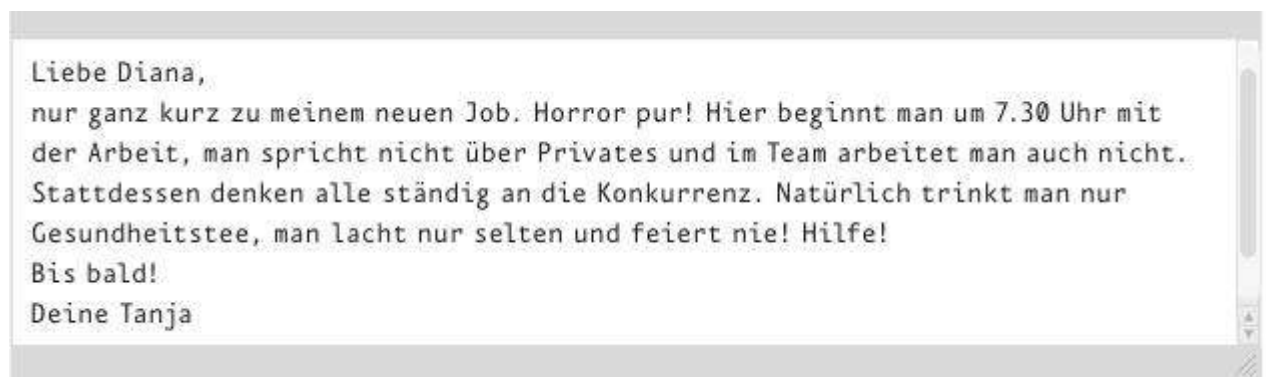 Liebe Diana,
nur ganz kurz zu meinem neuen Job. Horror pur! Hier beginnt man um 7.30 Uhr mit
der Arbeit, man spricht nicht über Privates und im Team arbeitet man auch nicht.
Stattdessen denken alle ständig an die Konkurrenz. Natürlich trinkt man nur
Gesundheitstee, man lacht nur selten und feiert nie! Hilfe!
Bis bald!
Deine Tanja